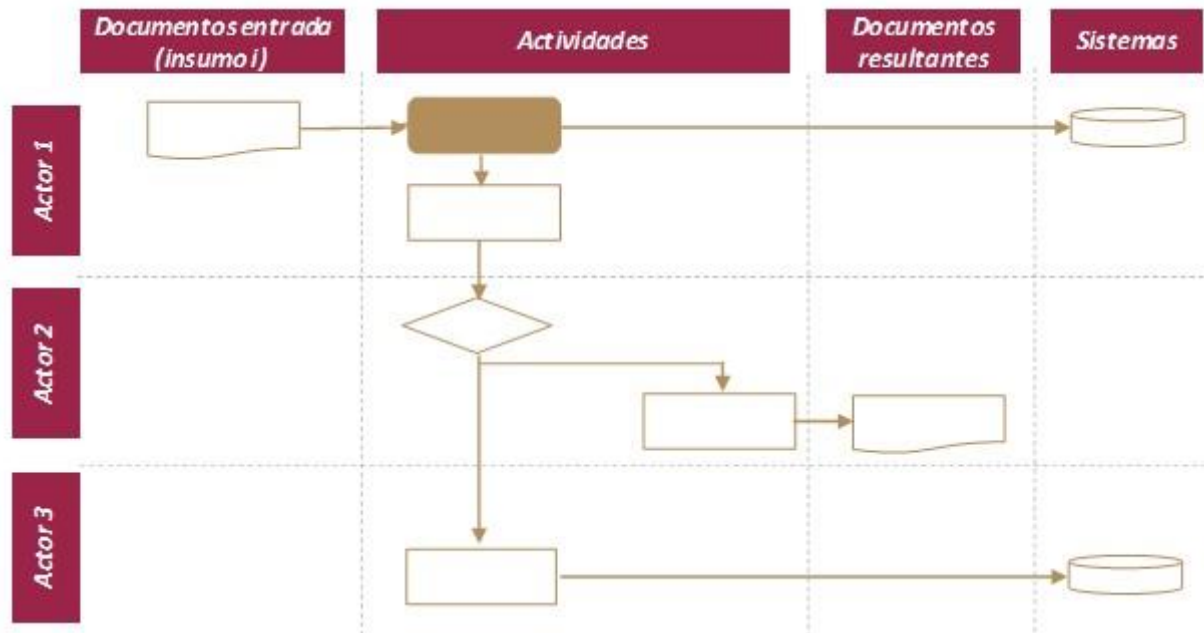 Documentos entrada
(insumo i)
Actividades
Documentos
resultantes
Sistemas
Actor 1
Actor 2
Actor 3